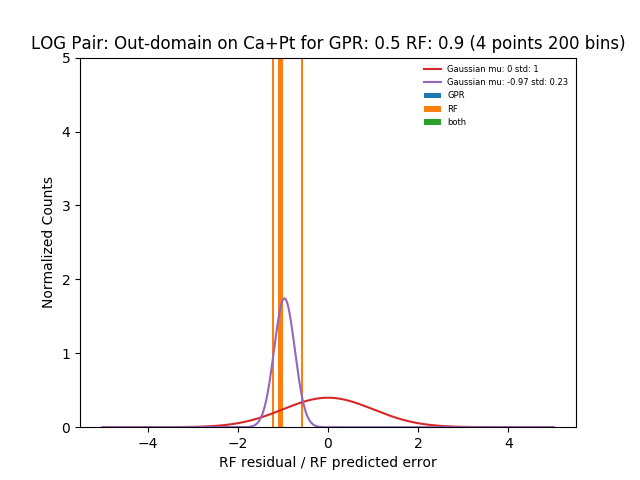 LOG Pair: Out-domain on Ca+Pt for GPR: 0.5 RF: 0.9 (4 points 200 bins)
Gaussian mu: 0 std: 1
Gaussian mu: -0.97 std: 0.23
GPR
RF
both
Normalized Counts
5
4
3
2
1
0
−4
−2
0
2
4
RF residual / RF predicted error